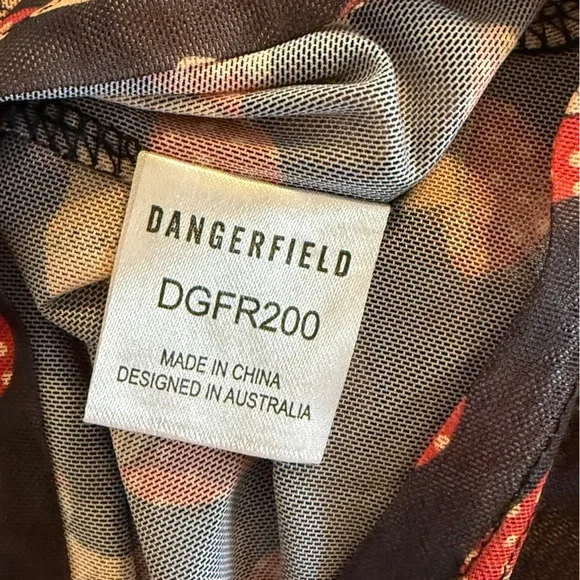 DANGERFIELD
DGFR200
MADE IN CHINA
DESIGNED IN AUSTRALIA